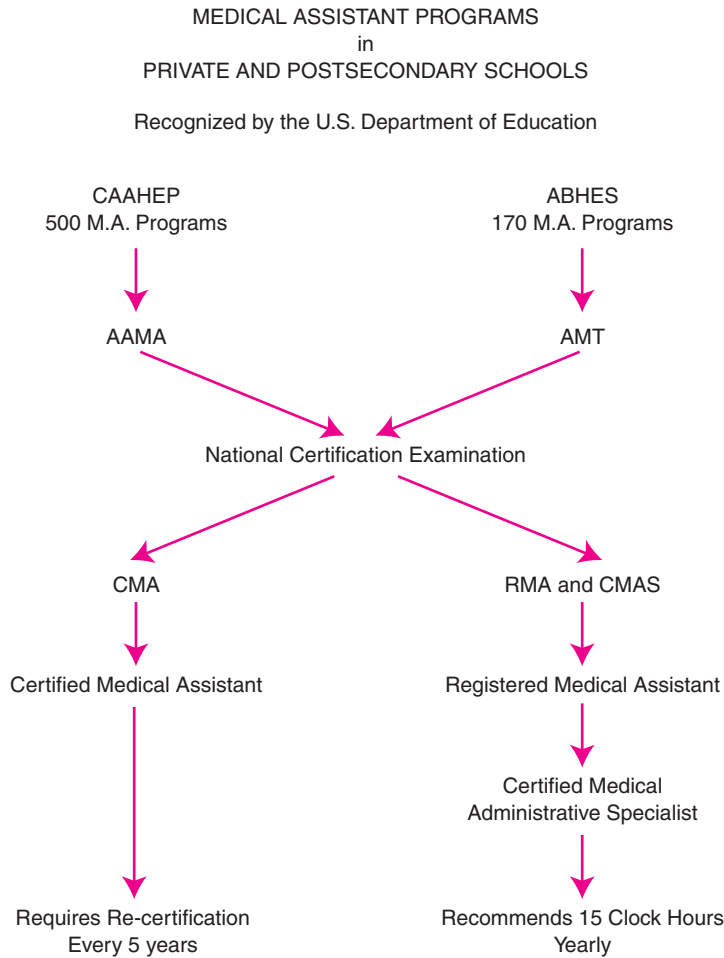 MEDICAL ASSISTANT PROGRAMS
in
PRIVATE AND POSTSECONDARY SCHOOLS
Recognized by the U.S. Department of Education
CAAHEP
500 M.A. Programs
ABHES
170 M.A. Programs
AAMA
AMT
National Certification Examination
CMA
RMA and CMAS
Certified Medical Assistant
Registered Medical Assistant
Certified Medical
Administrative Specialist
Requires Re-certification
Every 5 years
Recommends 15 Clock Hours
Yearly